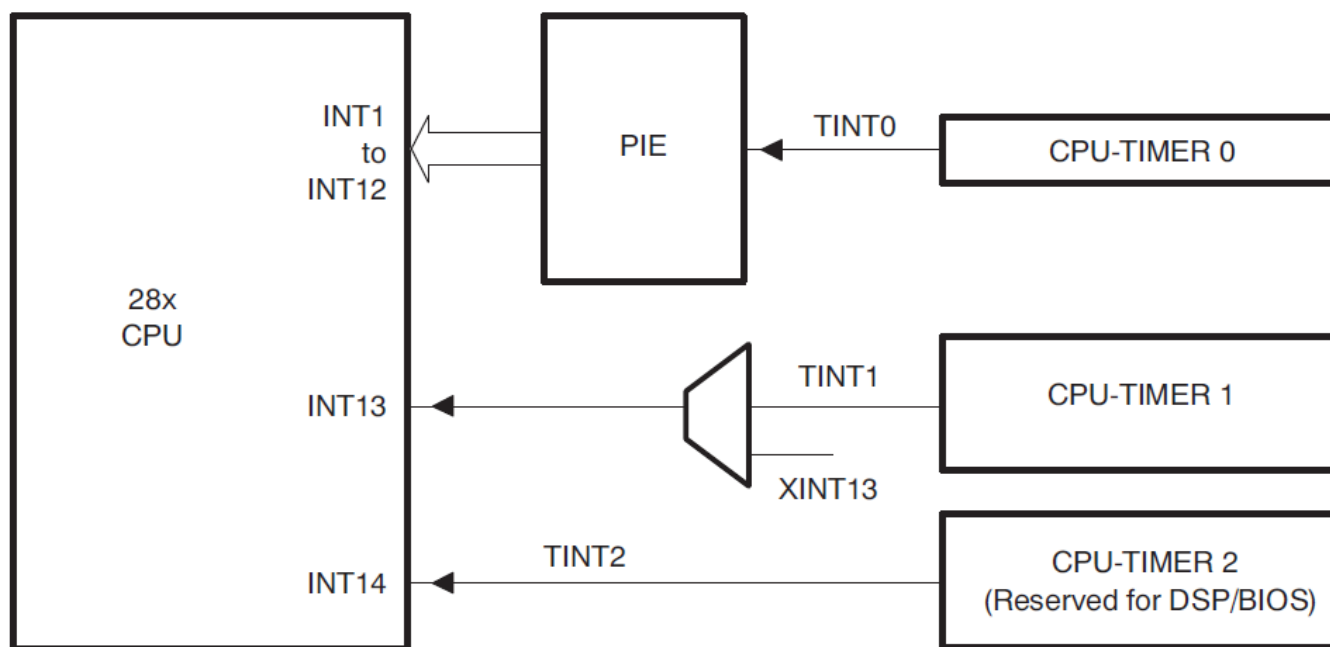 INT1
to
INT12
PIE
TINT0
CPU-TIMER 0
28x
CPU
INT13
TINT1
XINT13
CPU-TIMER 1
INT14
TINT2
CPU-TIMER 2
(Reserved for DSP/BIOS)